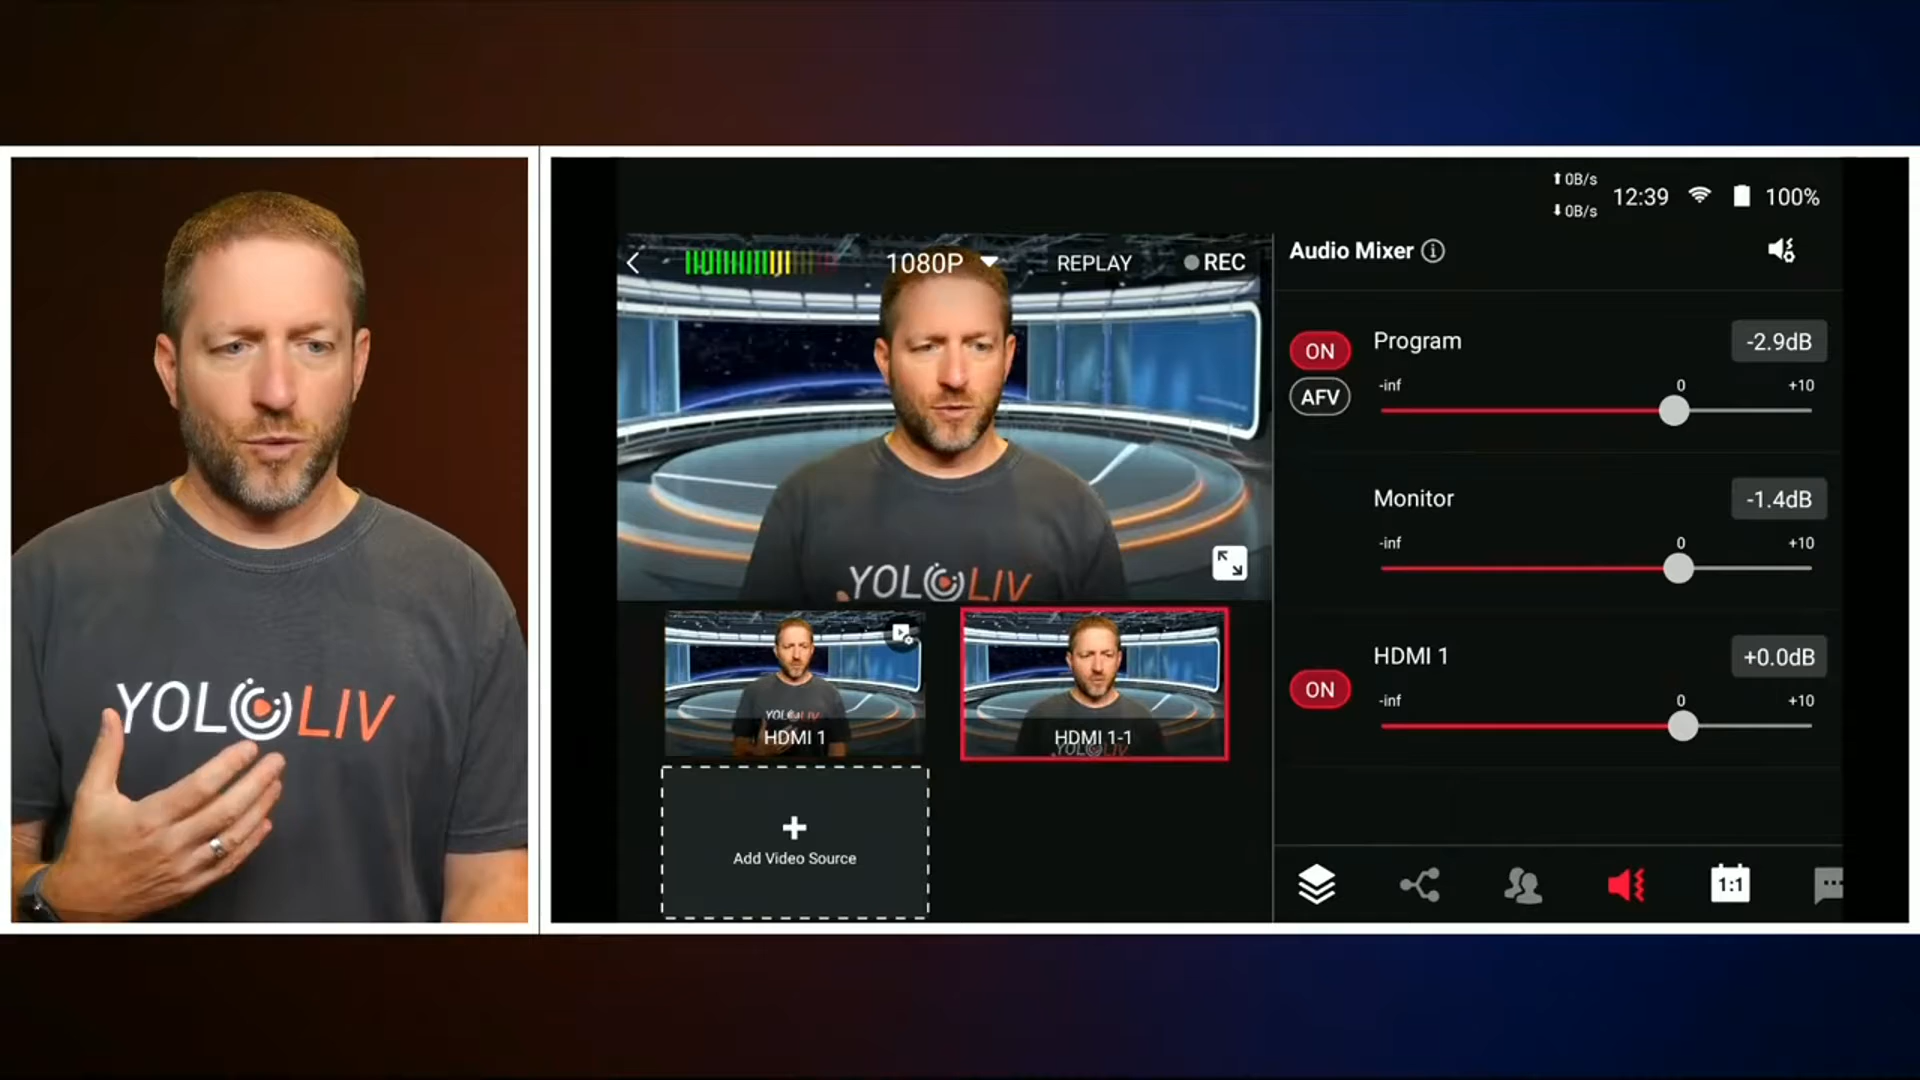 YOLOLIV
↑ 0B/s
↓ 0B/s
12:39
100%
1080P
REPLAY
REC
YOLOLIV
YOLOLIV
HDMI 1
HDMI 1-1
YOLOLIV
Add Video Source
Audio Mixer
ON
Program
-2.9dB
AFV
-inf
0
+10
Monitor
-1.4dB
-inf
0
+10
HDMI 1
+0.0dB
ON
-inf
0
+10
1:1